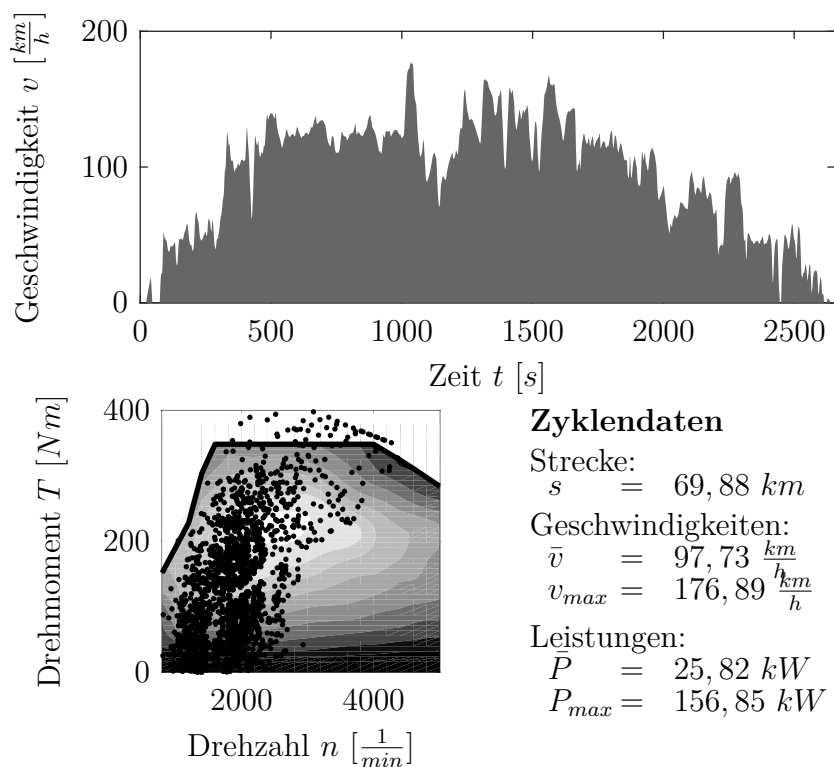 200
100
0
Geschwindigkeit v [km/h]
0 500 1000 1500 2000 2500
Zeit t [s]
400
200
0
Drehmoment T [Nm]
2000 4000
Drehzahl n [1/min]
Zyklendaten
Strecke:
s = 69,88 km
Geschwindigkeiten:
v̄ = 97,73 km/h
v_max = 176,89 km/h
Leistungen:
P̄ = 25,82 kW
P_max = 156,85 kW